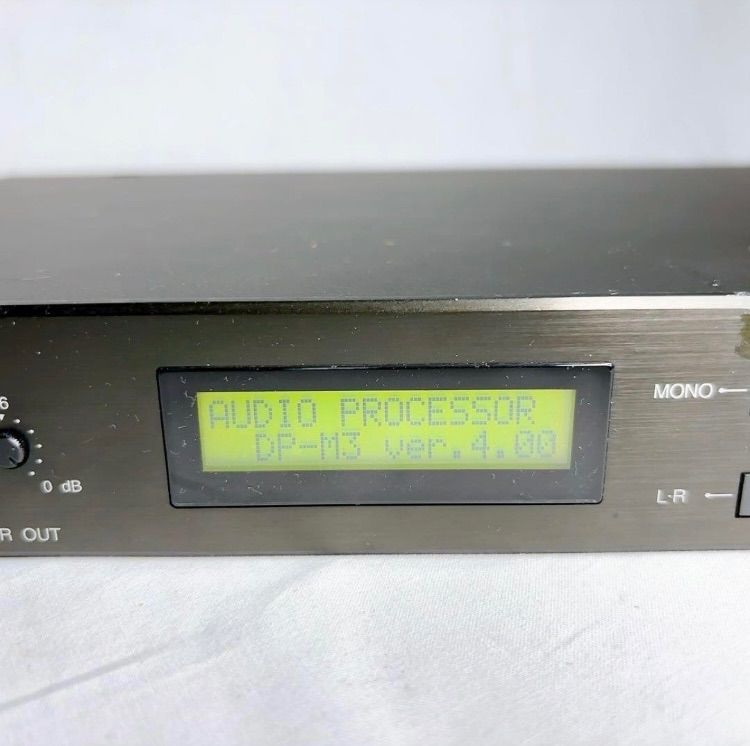 AUDIO PROCESSOR
DP-M3 ver.4.00
6
0 dB
R OUT
MONO
L·R